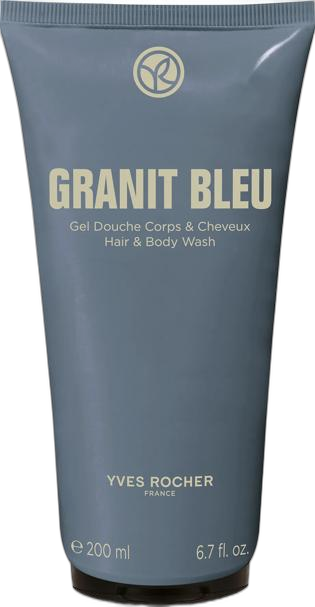 GRANIT BLEU
Gel Douche Corps & Cheveux
Hair & Body Wash
YVES ROCHER
FRANCE
℮ 200 ml 6.7 fl. oz.